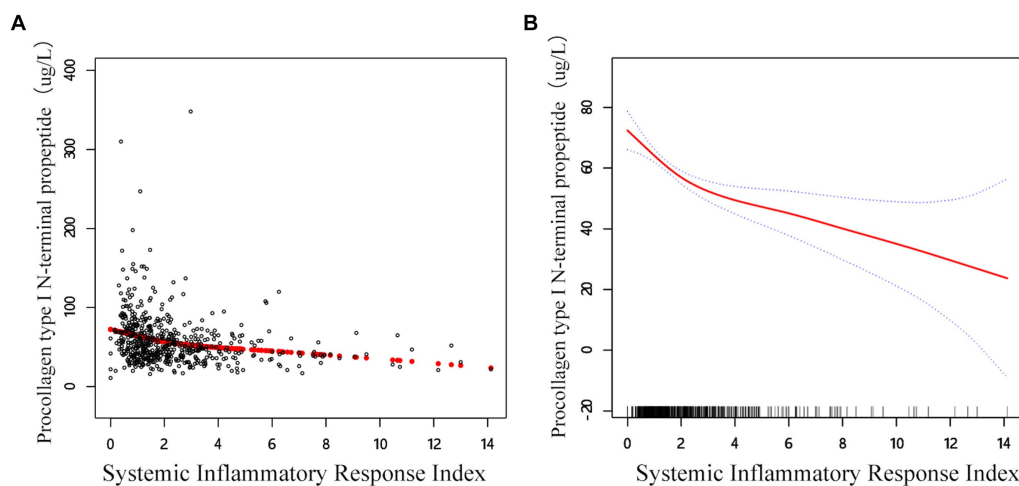 A
Procollagen type I N-terminal propeptide (ug/L)
400
300
200
100
0
0 2 4 6 8 10 12 14
Systemic Inflammatory Response Index
B
Procollagen type I N-terminal propeptide (ug/L)
80
60
40
20
0
-20
0 2 4 6 8 10 12 14
Systemic Inflammatory Response Index